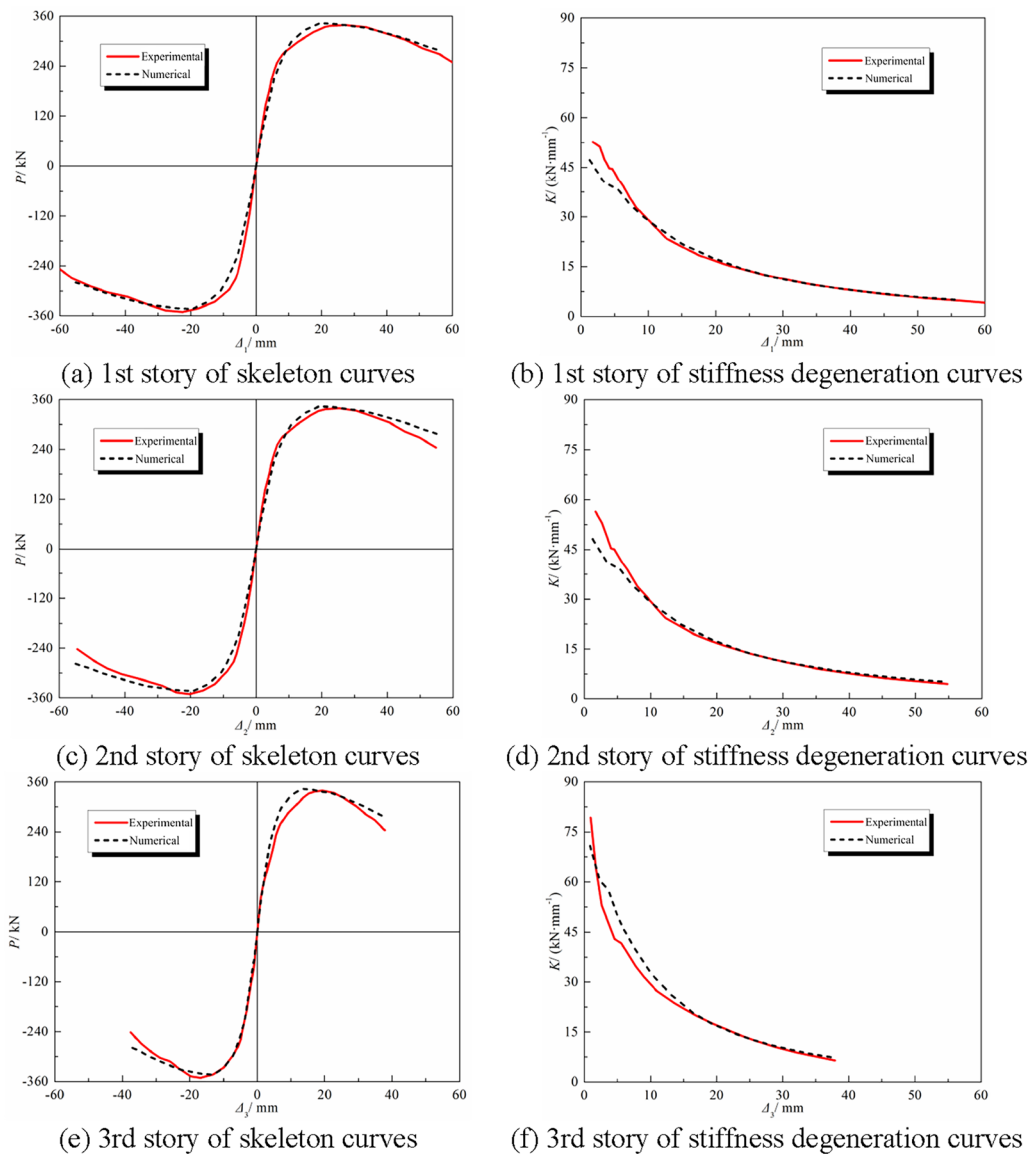 360
240
120
0
-120
-240
-360
P/ kN
Experimental
Numerical
-60 -40 -20 0 20 40 60
Δ1/ mm
(a) 1st story of skeleton curves
90
75
60
45
30
15
0
K/ (kN·mm-1)
Experimental
Numerical
0 10 20 30 40 50 60
Δ1/ mm
(b) 1st story of stiffness degeneration curves
360
240
120
0
-120
-240
-360
P/ kN
Experimental
Numerical
-60 -40 -20 0 20 40 60
Δ2/ mm
(c) 2nd story of skeleton curves
90
75
60
45
30
15
0
K/ (kN·mm-1)
Experimental
Numerical
0 10 20 30 40 50 60
Δ2/ mm
(d) 2nd story of stiffness degeneration curves
360
240
120
0
-120
-240
-360
P/ kN
Experimental
Numerical
-60 -40 -20 0 20 40 60
Δ3/ mm
(e) 3rd story of skeleton curves
90
75
60
45
30
15
0
K/ (kN·mm-1)
Experimental
Numerical
0 10 20 30 40 50 60
Δ3/ mm
(f) 3rd story of stiffness degeneration curves